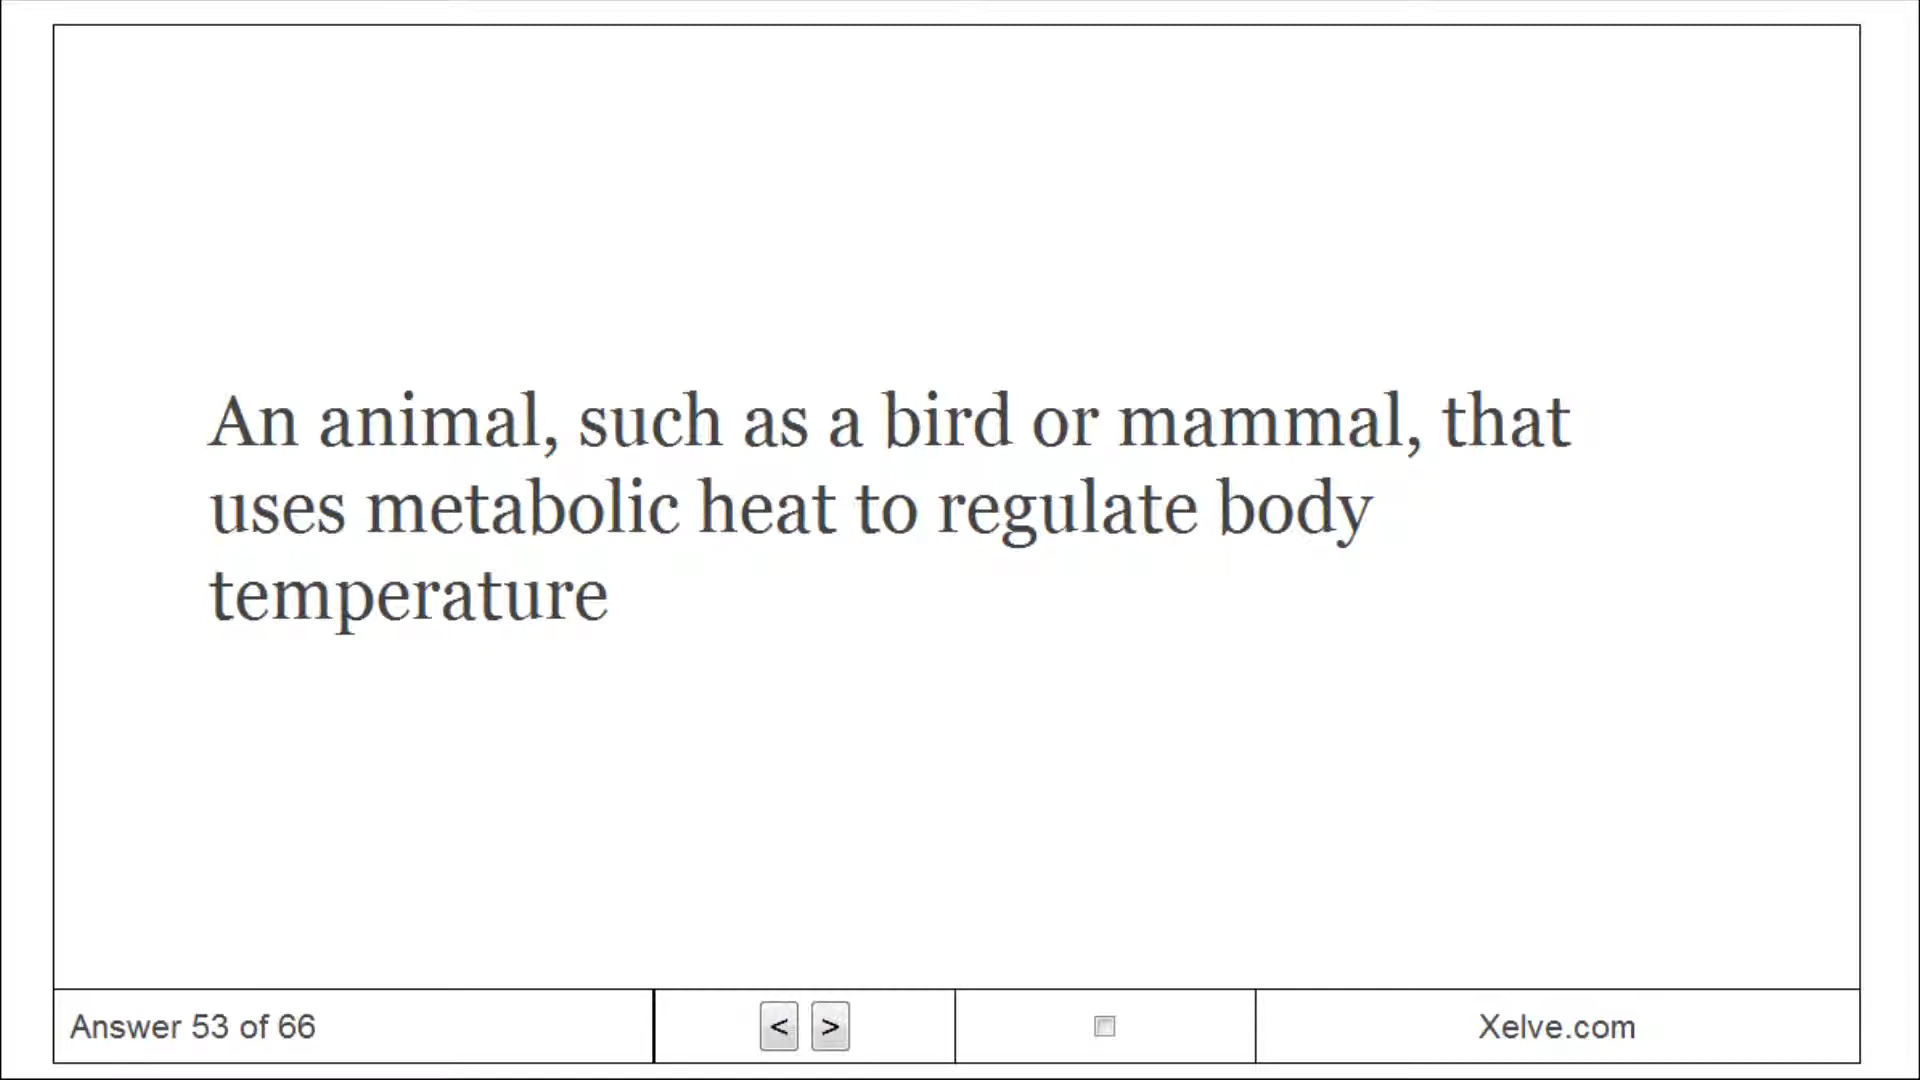 An animal, such as a bird or mammal, that
uses metabolic heat to regulate body
temperature
Answer 53 of 66
< >
Xelve.com